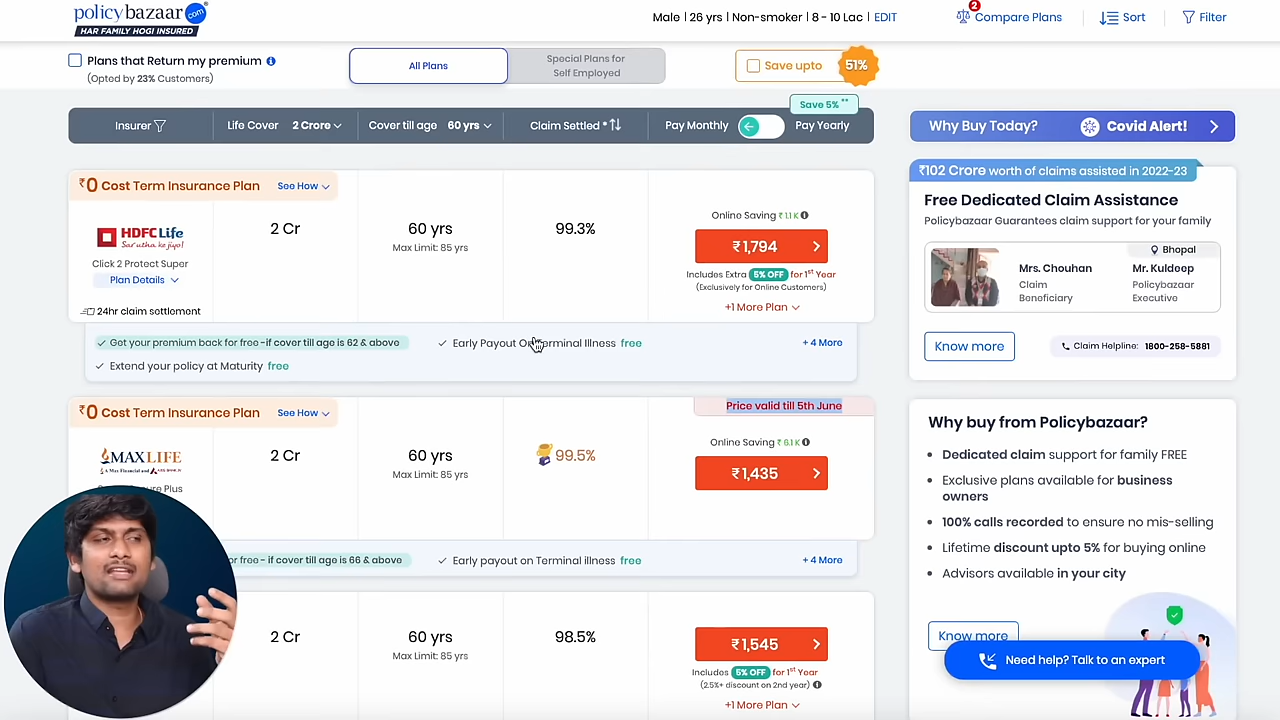 policybazaar.com
HAR FAMILY HOGI INSURED
Male | 26 yrs | Non-smoker | 8 - 10 Lac | EDIT
2
Compare Plans
Sort
Filter
Plans that Return my premium
(Opted by 23% Customers)
All Plans
Special Plans for
Self Employed
Save upto
51%
Save 5% **
Insurer
Life Cover 2 Crore
Cover till age 60 yrs
Claim Settled *
Pay Monthly
Pay Yearly
Why Buy Today?
Covid Alert!
₹0 Cost Term Insurance Plan
See How
HDFC Life
Sar utha ke jiyo!
Click 2 Protect Super
Plan Details
24hr claim settlement
2 Cr
60 yrs
Max Limit: 85 yrs
99.3%
Online Saving ₹ 1.1 K
₹1,794
Includes Extra 5% OFF for 1st Year
(Exclusively for Online Customers)
+1 More Plan
Got your premium back for free -if cover till age is 62 & above
Early Payout On Terminal Illness free
+ 4 More
Extend your policy at Maturity free
₹0 Cost Term Insurance Plan
See How
Price valid till 5th June
MAX LIFE
2 Cr
60 yrs
Max Limit: 85 yrs
99.5%
Online Saving ₹ 6.1 K
₹1,435
or free - if cover till age is 66 & above
Early payout on Terminal illness free
+ 4 More
2 Cr
60 yrs
Max Limit: 85 yrs
98.5%
₹1,545
Includes 5% OFF for 1st Year
(2.5%+ discount on 2nd year)
+1 More Plan
₹102 Crore worth of claims assisted in 2022-23
Free Dedicated Claim Assistance
Policybazaar Guarantees claim support for your family
Bhopal
Mrs. Chouhan
Claim
Beneficiary
Mr. Kuldeep
Policybazaar
Executive
Know more
Claim Helpline: 1800-258-5881
Why buy from Policybazaar?
Dedicated claim support for family FREE
Exclusive plans available for business
owners
100% calls recorded to ensure no mis-selling
Lifetime discount upto 5% for buying online
Advisors available in your city
Know more
Need help? Talk to an expert